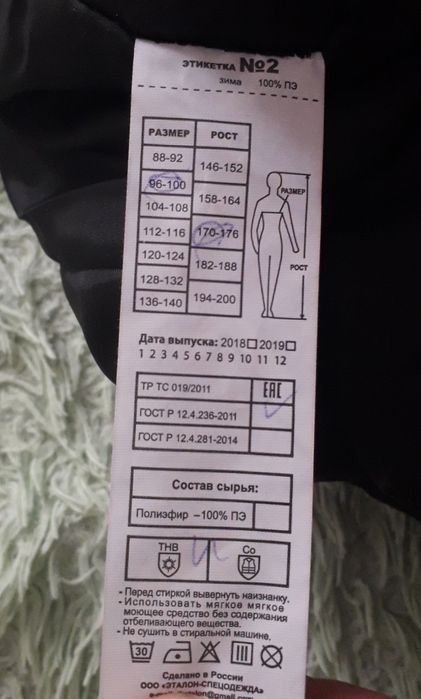 ЭТИКЕТКА №2
зима 100% ПЭ
РАЗМЕР РОСТ
88-92
146-152
96-100
158-164
104-108
112-116
170-176
120-124
182-188
128-132
136-140
194-200
РАЗМЕР
РОСТ
Дата выпуска: 2018 2019
1 2 3 4 5 6 7 8 9 10 11 12
ТР ТС 019/2011
ЕАС
ГОСТ Р 12.4.236-2011
ГОСТ Р 12.4.281-2014
Состав сырья:
Полиэфир –100% ПЭ
ТНВ Со
- Перед стиркой вывернуть наизнанку.
- Использовать мягкое мягкое
моющее средство без содержания
отбеливающего вещества.
- Не сушить в стиральной машине.
30
Сделано в России
ООО «ЭТАЛОН-СПЕЦОДЕЖДА»